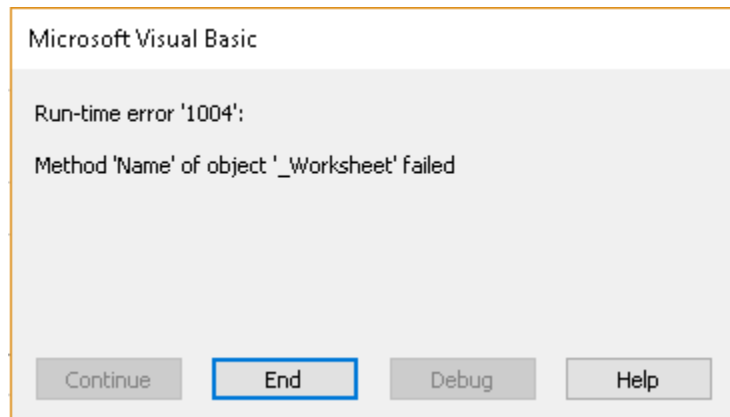 Microsoft Visual Basic
Run-time error '1004':
Method 'Name' of object '_Worksheet' failed
Continue End Debug Help